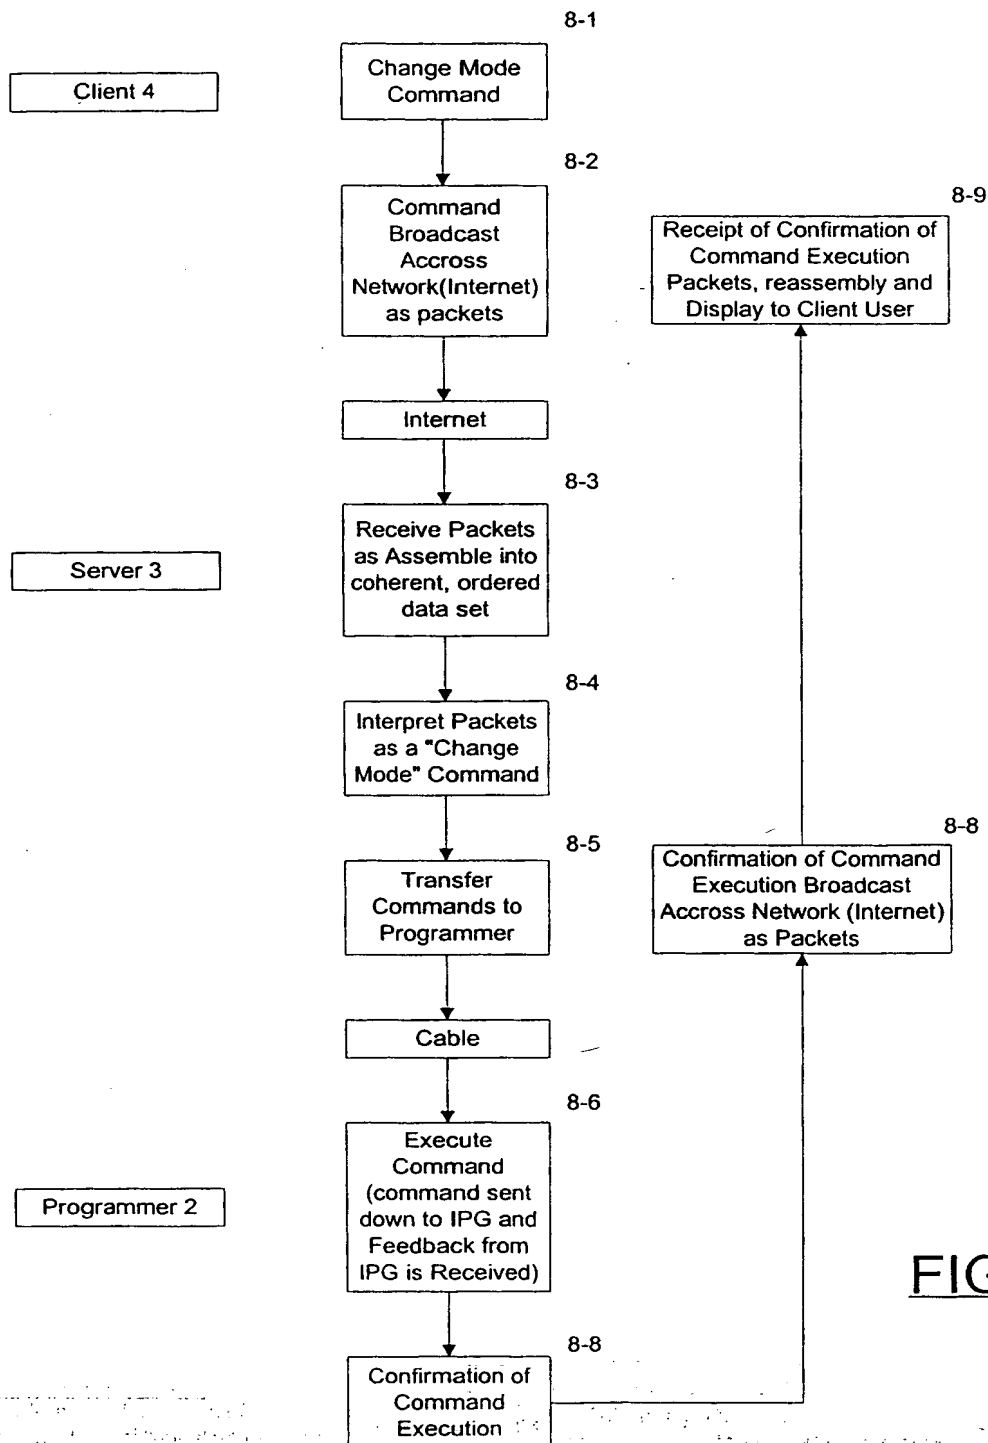 8-1
Client 4
Change Mode
Command
8-2
Command
Broadcast
Accross
Network(Internet)
as packets
8-9
Receipt of Confirmation of
Command Execution
Packets, reassembly and
Display to Client User
Internet
8-3
Server 3
Receive Packets
as Assemble into
coherent, ordered
data set
8-4
Interpret Packets
as a "Change
Mode" Command
8-5
Transfer
Commands to
Programmer
8-8
Confirmation of Command
Execution Broadcast
Accross Network (Internet)
as Packets
Cable
8-6
Programmer 2
Execute
Command
(command sent
down to IPG and
Feedback from
IPG is Received)
FIG
8-8
Confirmation of
Command
Execution